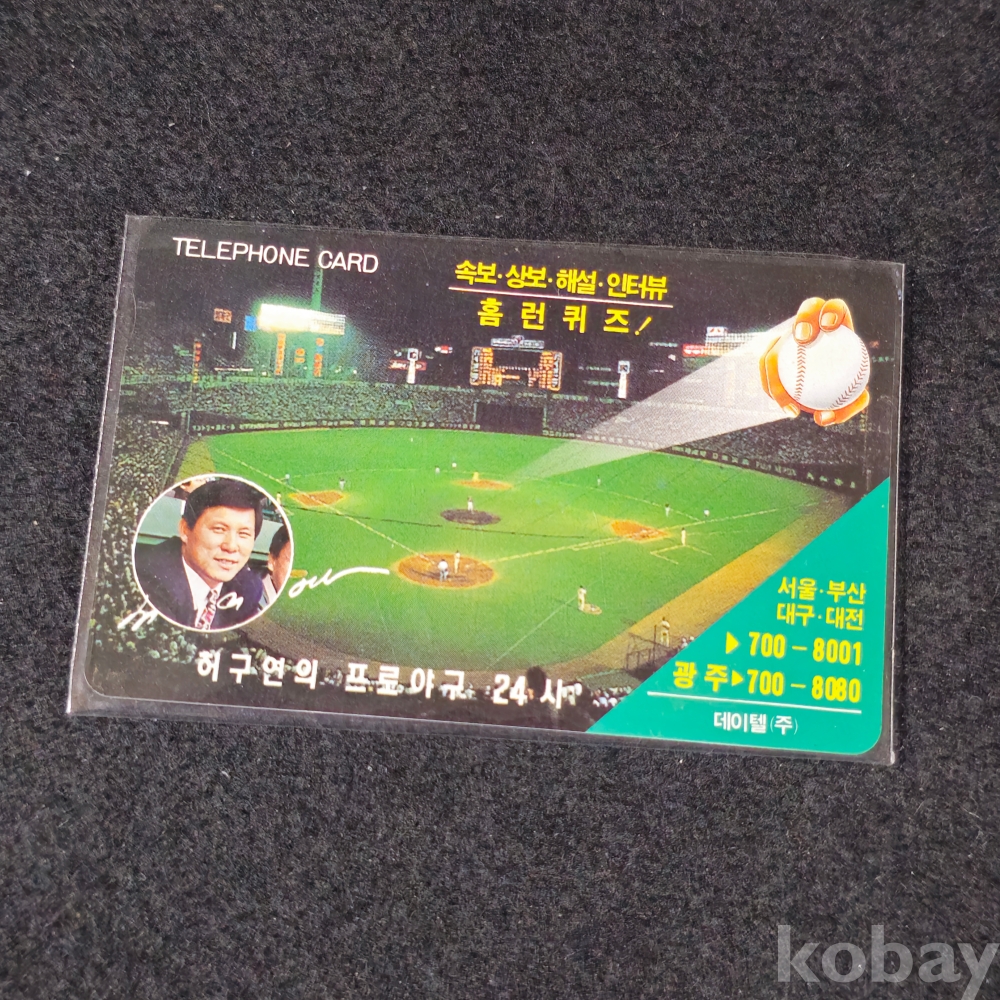 TELEPHONE CARD
속보·상보·해설·인터뷰
홈런퀴즈!
서울·부산
대구·대전
▶ 700-8001
광주▶700-8080
데이텔(주)
허구연의 프로야구 24시
kobay